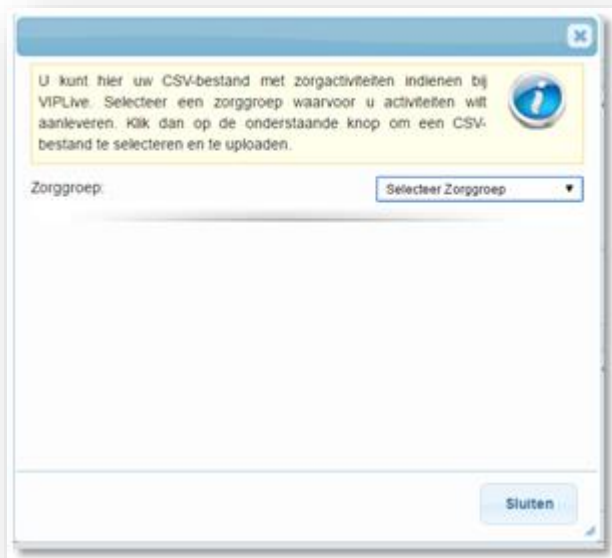 U kunt hier uw CSV-bestand met zorgactiviteiten indienen bij
VIPLive. Selecteer een zorggroep waarvoor u activiteiten wilt
aanleveren. Klik dan op de onderstaande knop om een CSV-
bestand te selecteren en te uploaden.
Zorggroep: Selecteer Zorggroep
Sluiten